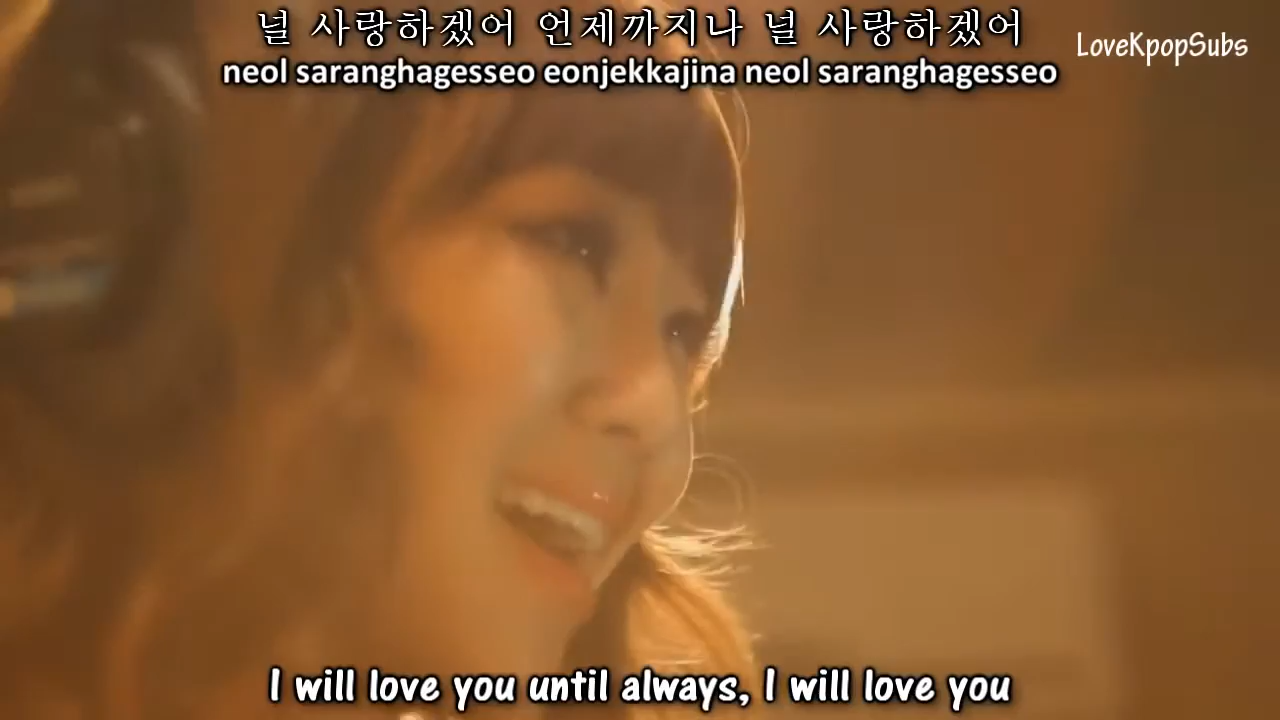 널 사랑하겠어 언제까지나 널 사랑하겠어
LoveKpopSubs
neol saranghagesseo eonjekkajina neol saranghagesseo
I will love you until always, I will love you